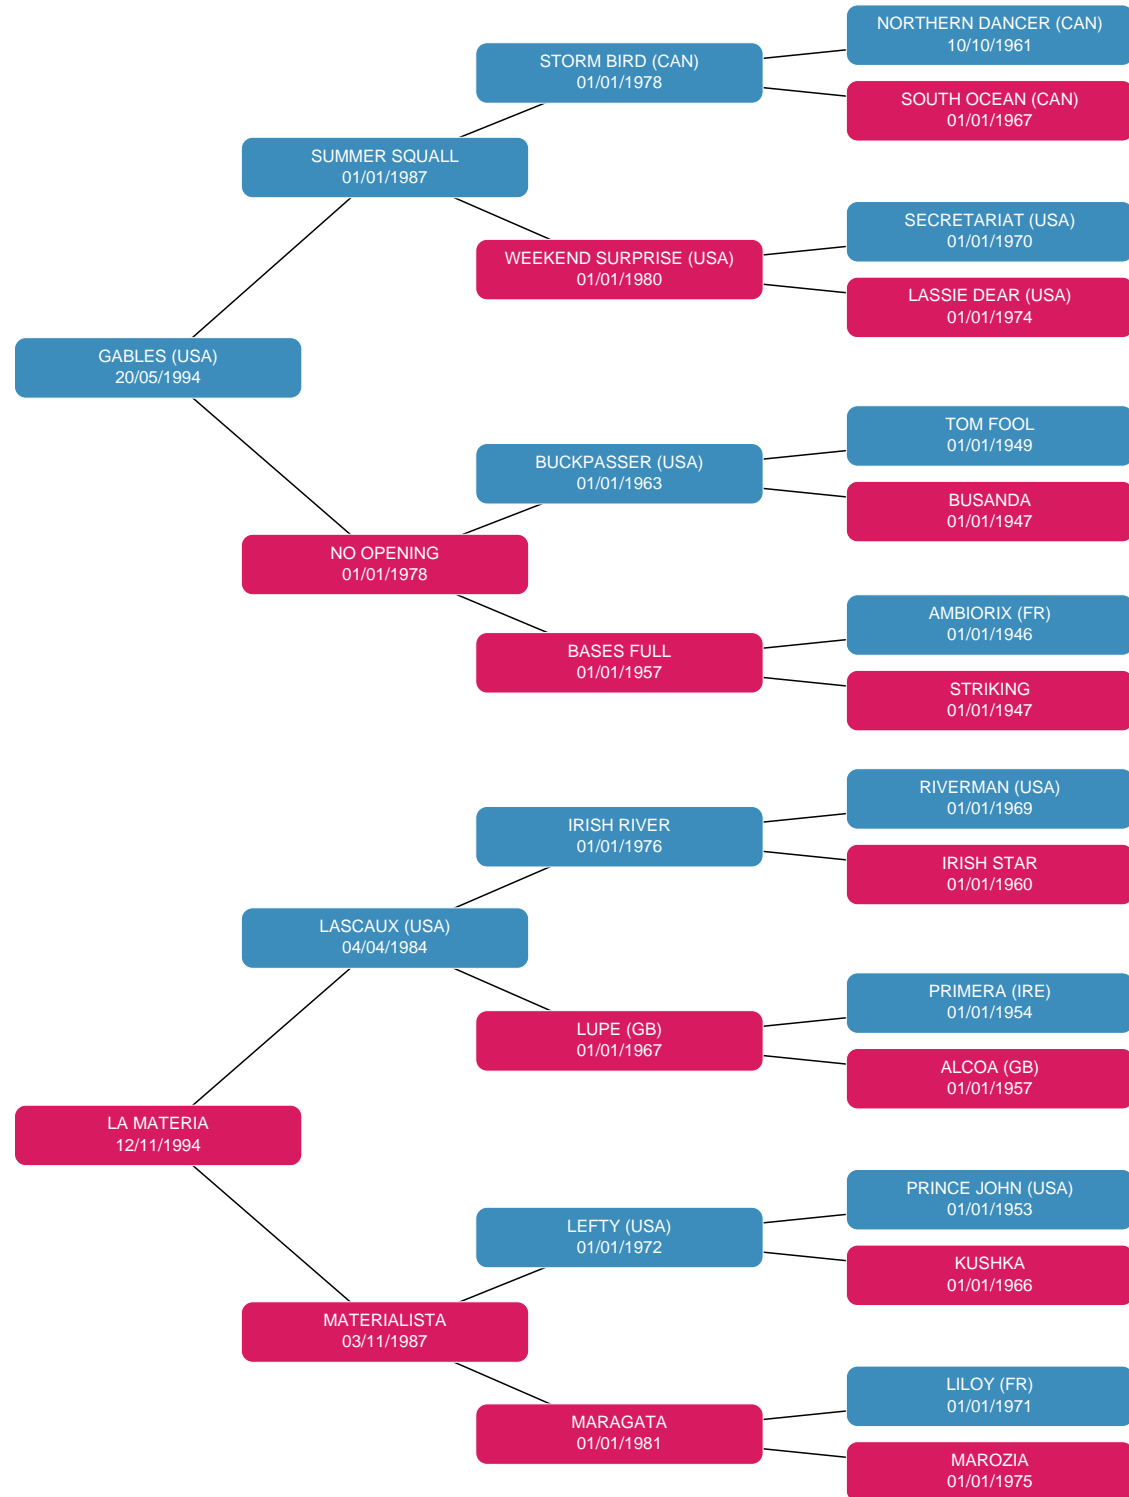 NORTHERN DANCER (CAN)
10/10/1961
STORM BIRD (CAN)
01/01/1978
SOUTH OCEAN (CAN)
01/01/1967
SUMMER SQUALL
01/01/1987
SECRETARIAT (USA)
01/01/1970
WEEKEND SURPRISE (USA)
01/01/1980
LASSIE DEAR (USA)
01/01/1974
GABLES (USA)
20/05/1994
TOM FOOL
01/01/1949
BUCKPASSER (USA)
01/01/1963
BUSANDA
01/01/1947
NO OPENING
01/01/1978
AMBIORIX (FR)
01/01/1946
BASES FULL
01/01/1957
STRIKING
01/01/1947
RIVERMAN (USA)
01/01/1969
IRISH RIVER
01/01/1976
IRISH STAR
01/01/1960
LASCAUX (USA)
04/04/1984
PRIMERA (IRE)
01/01/1954
LUPE (GB)
01/01/1967
ALCOA (GB)
01/01/1957
LA MATERIA
12/11/1994
PRINCE JOHN (USA)
01/01/1953
LEFTY (USA)
01/01/1972
KUSHKA
01/01/1966
MATERIALISTA
03/11/1987
LILOY (FR)
01/01/1971
MARAGATA
01/01/1981
MAROZIA
01/01/1975